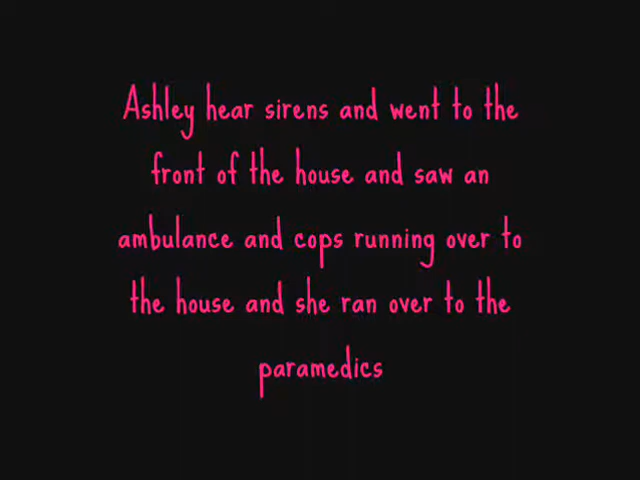 Ashley hear sirens and went to the
front of the house and saw an
ambulance and cops running over to
the house and she ran over to the
paramedics